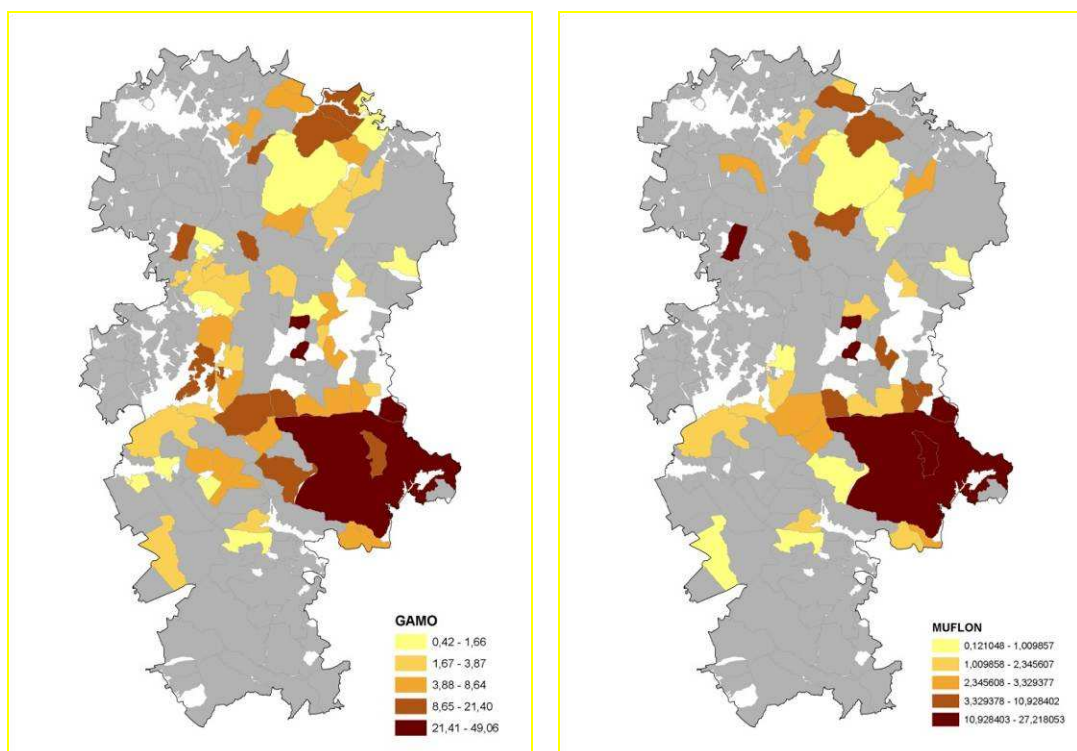 GAMO
0,42 - 1,66
1,67 - 3,87
3,88 - 8,64
8,65 - 21,40
21,41 - 49,06
MUFLON
0,121048 - 1,009857
1,009858 - 2,345607
2,345608 - 3,329377
3,329378 - 10,928402
10,928403 - 27,218053